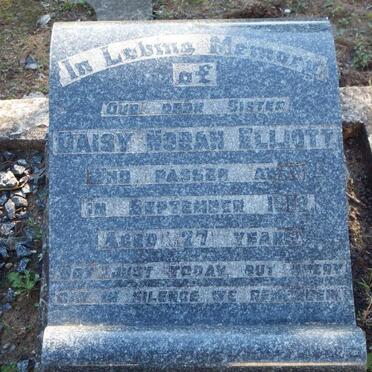 In Loving Memory
of
Our dear Sister
Daisy Norah Elliott
Who passed away
In September
Aged 27 years
Not just today, but every
day in silence we remember